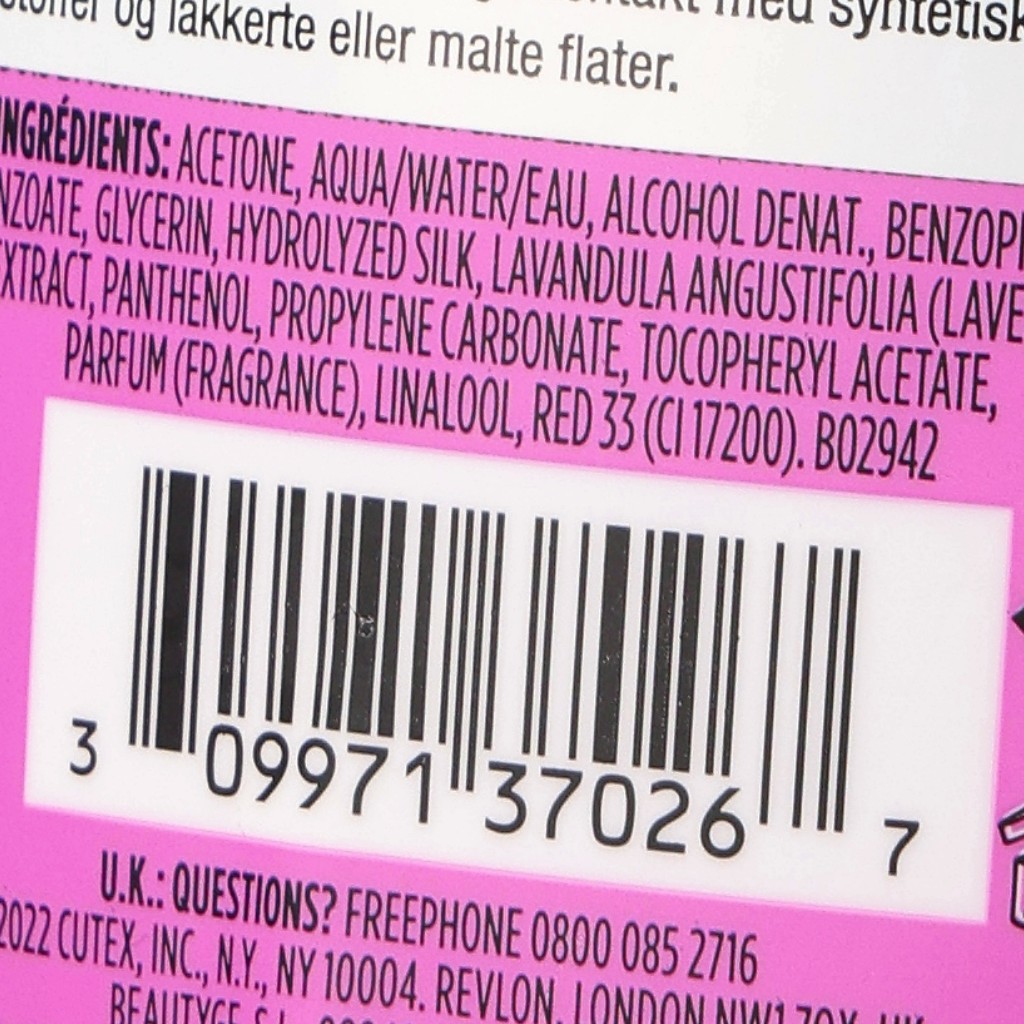 og lakkerte eller malte flater.
INGRÉDIENTS: ACETONE, AQUA/WATER/EAU, ALCOHOL DENAT., BENZOPH
NZOATE, GLYCERIN, HYDROLYZED SILK, LAVANDULA ANGUSTIFOLIA (LAVE
EXTRACT, PANTHENOL, PROPYLENE CARBONATE, TOCOPHERYL ACETATE,
PARFUM (FRAGRANCE), LINALOOL, RED 33 (CI 17200). B02942
3 09971 37026 7
U.K.: QUESTIONS? FREEPHONE 0800 085 2716
2022 CUTEX, INC., N.Y., NY 10004. REVLON, LONDON